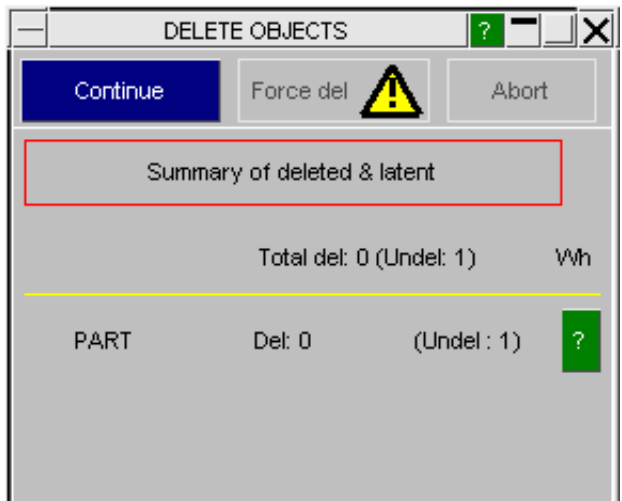 DELETE OBJECTS ?
Continue Force del Abort
Summary of deleted & latent
Total del: 0 (Undel: 1) Wh
PART Del: 0 (Undel : 1) ?